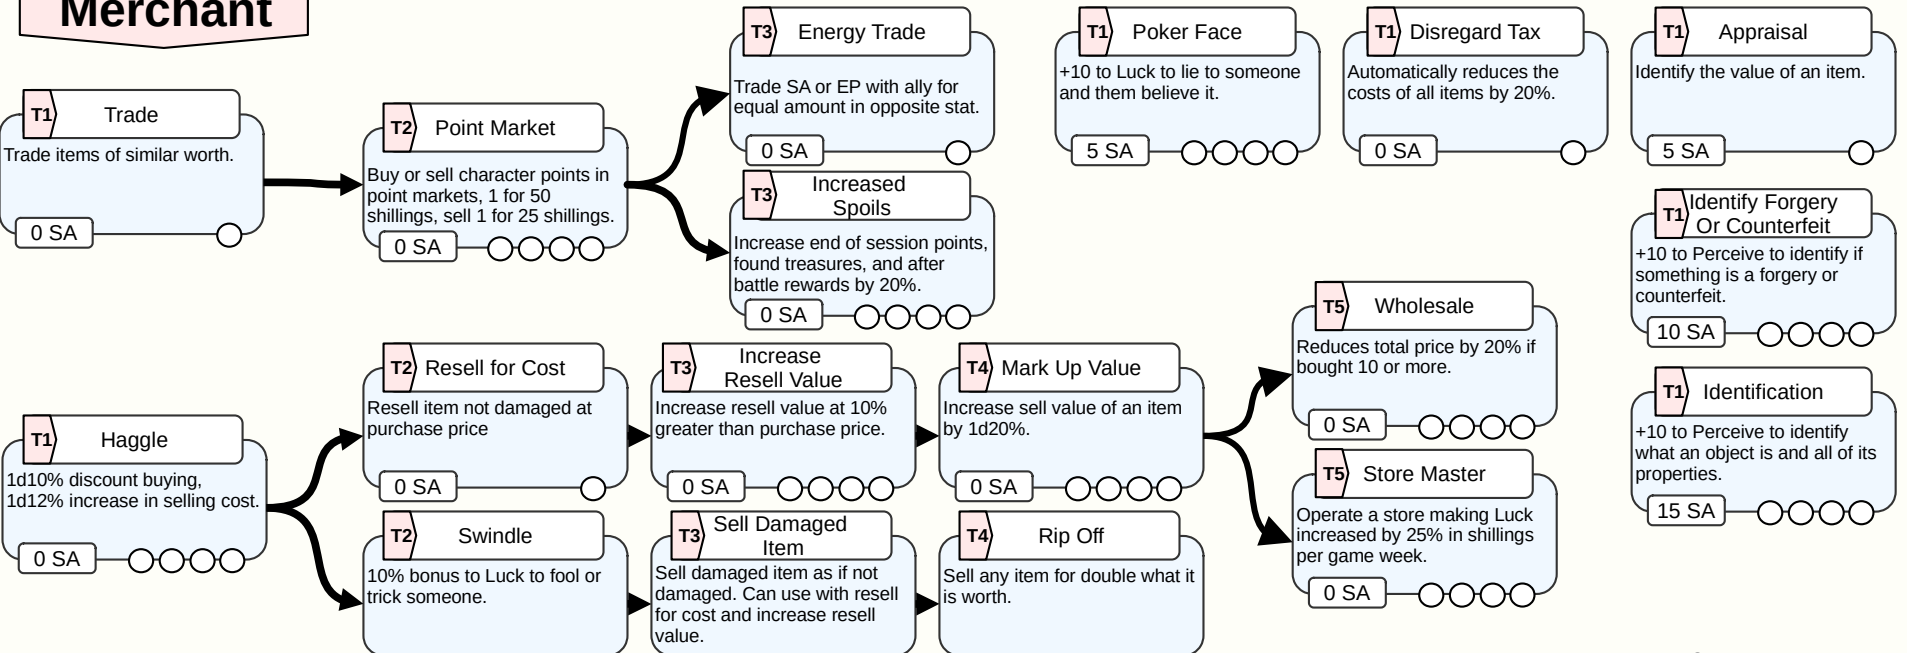 Merchant
T1 Trade
Trade items of similar worth.
0 SA
T2 Point Market
Buy or sell character points in
point markets, 1 for 50
shillings, sell 1 for 25 shillings.
0 SA
T3 Energy Trade
Trade SA or EP with ally for
equal amount in opposite stat.
0 SA
T3 Increased
Spoils
Increase end of session points,
found treasures, and after
battle rewards by 20%.
0 SA
T1 Poker Face
+10 to Luck to lie to someone
and them believe it.
5 SA
T1 Disregard Tax
Automatically reduces the
costs of all items by 20%.
0 SA
T1 Appraisal
Identify the value of an item.
5 SA
T1 Identify Forgery
Or Counterfeit
+10 to Perceive to identify if
something is a forgery or
counterfeit.
10 SA
T1 Identification
+10 to Perceive to identify
what an object is and all of its
properties.
15 SA
T1 Haggle
1d10% discount buying,
1d12% increase in selling cost.
0 SA
T2 Resell for Cost
Resell item not damaged at
purchase price
0 SA
T3 Increase
Resell Value
Increase resell value at 10%
greater than purchase price.
0 SA
T4 Mark Up Value
Increase sell value of an item
by 1d20%.
0 SA
T5 Wholesale
Reduces total price by 20% if
bought 10 or more.
0 SA
T5 Store Master
Operate a store making Luck
increased by 25% in shillings
per game week.
0 SA
T2 Swindle
10% bonus to Luck to fool or
trick someone.
T3 Sell Damaged
Item
Sell damaged item as if not
damaged. Can use with resell
for cost and increase resell
value.
T4 Rip Off
Sell any item for double what it
is worth.